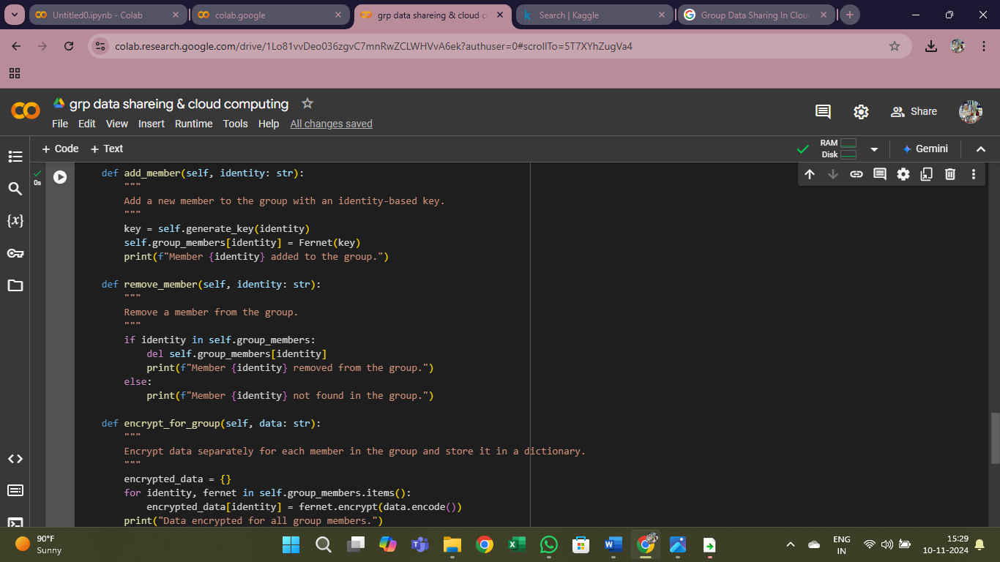 Untitled0.ipynb - Colab
colab.google
grp data shareing & cloud c
Search | Kaggle
Group Data Sharing In Clou
colab.research.google.com/drive/1Lo81vvDeo036zgvC7mnRwZCLWHVvA6ek?authuser=0#scrollTo=5T7XYhZugVa4
grp data shareing & cloud computing
Share
File Edit View Insert Runtime Tools Help All changes saved
+ Code + Text
RAM
Disk
Gemini
0s
def add_member(self, identity: str):
"""
Add a new member to the group with an identity-based key.
"""
key = self.generate_key(identity)
self.group_members[identity] = Fernet(key)
print(f"Member {identity} added to the group.")
def remove_member(self, identity: str):
"""
Remove a member from the group.
"""
if identity in self.group_members:
del self.group_members[identity]
print(f"Member {identity} removed from the group.")
else:
print(f"Member {identity} not found in the group.")
def encrypt_for_group(self, data: str):
"""
Encrypt data separately for each member in the group and store it in a dictionary.
"""
encrypted_data = {}
for identity, fernet in self.group_members.items():
encrypted_data[identity] = fernet.encrypt(data.encode())
print("Data encrypted for all group members.")
90°F
Sunny
ENG
IN
15:29
10-11-2024